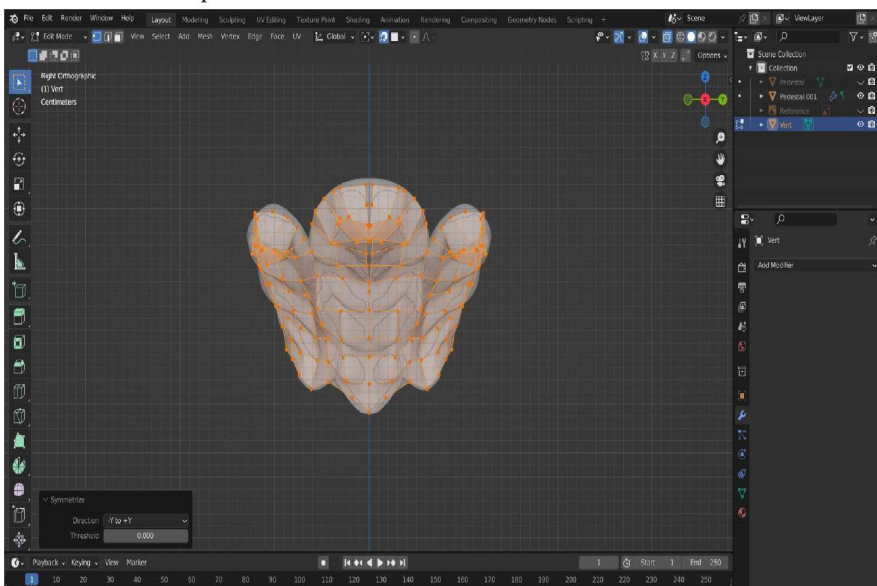 File Edit Render Window Help Layout Modeling Sculpting UV Editing Texture Paint Shading Animation Rendering Compositing Geometry Nodes Scripting + Scene ViewLayer
Edit Mode View Select Add Mesh Vertex Edge Face UV Global
X Y Z Options
Right Orthographic
(1) Vert
Centimeters
Z
X
Y
Scene Collection
Collection
Pedestal
Pedestal.001
Reference
Vert
Vert
Add Modifier
Symmetrize
Direction -Y to +Y
Threshold 0.000
Playback Keying View Marker 1 Start 1 End 250
1 10 20 30 40 50 60 70 80 90 100 110 120 130 140 150 160 170 180 190 200 210 220 230 240 250